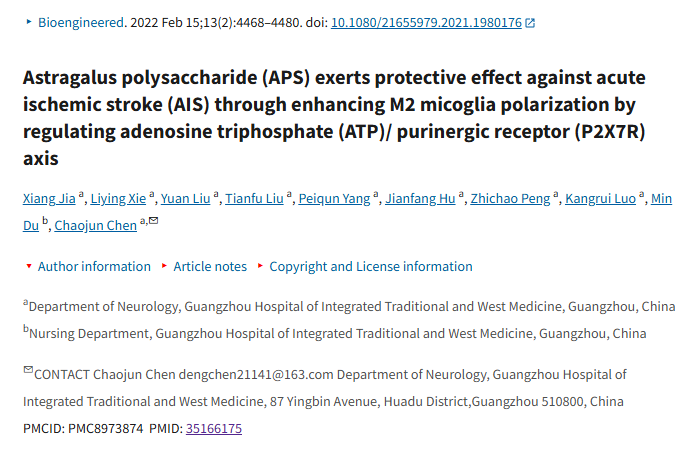 Bioengineered. 2022 Feb 15;13(2):4468–4480. doi: 10.1080/21655979.2021.1980176
Astragalus polysaccharide (APS) exerts protective effect against acute
ischemic stroke (AIS) through enhancing M2 micoglia polarization by
regulating adenosine triphosphate (ATP)/ purinergic receptor (P2X7R)
axis
Xiang Jia a, Liying Xie a, Yuan Liu a, Tianfu Liu a, Peiqun Yang a, Jianfang Hu a, Zhichao Peng a, Kangrui Luo a, Min
Du b, Chaojun Chen a,✉
Author information Article notes Copyright and License information
aDepartment of Neurology, Guangzhou Hospital of Integrated Traditional and West Medicine, Guangzhou, China
bNursing Department, Guangzhou Hospital of Integrated Traditional and West Medicine, Guangzhou, China
✉CONTACT Chaojun Chen dengchen21141@163.com Department of Neurology, Guangzhou Hospital of
Integrated Traditional and West Medicine, 87 Yingbin Avenue, Huadu District,Guangzhou 510800, China
PMCID: PMC8973874 PMID: 35166175